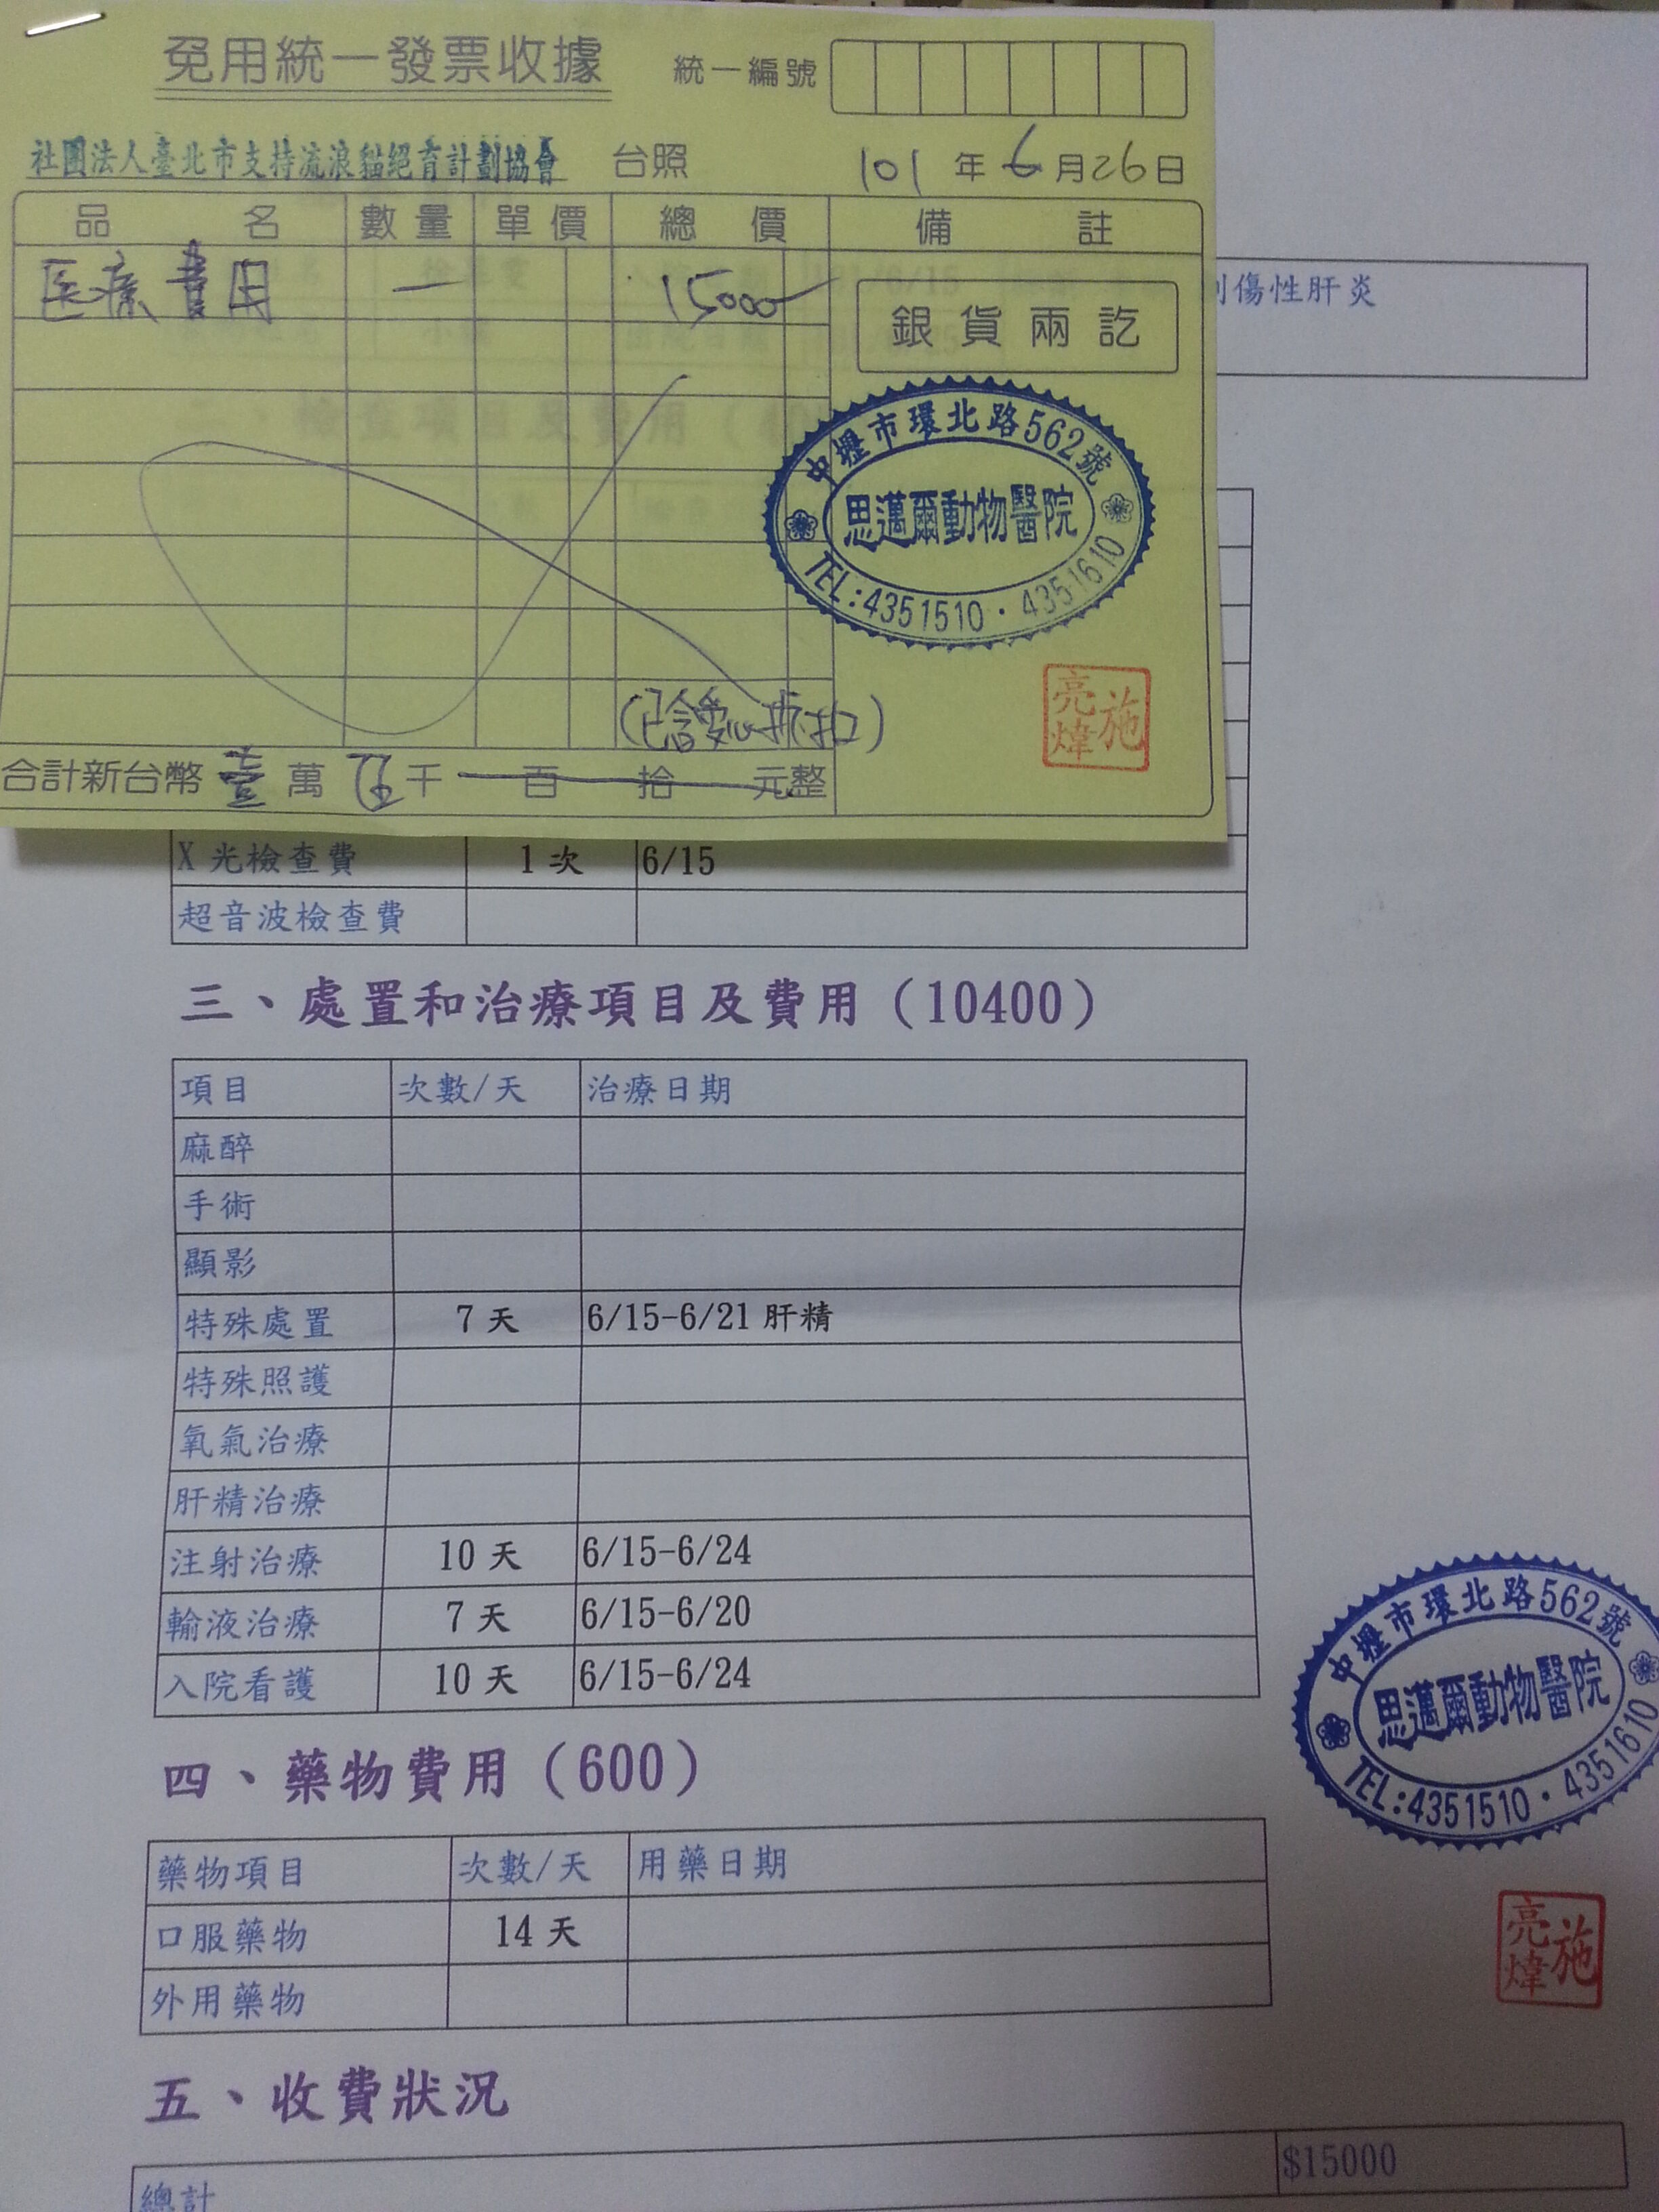 免用統一發票收據 統一編號
社團法人臺北市支持流浪貓絕育計劃協會 台照 101年6月26日
品名 數量 單價 總價 備註
医療費用 一 15000
銀貨兩訖
中壢市環北路562號
思邁爾動物醫院
TEL:4351510·4351610
施亮煒
(已含愛心折扣)
合計新台幣壹萬伍千百拾元整
創傷性肝炎
X光檢查費 1次 6/15
超音波檢查費
三、處置和治療項目及費用（10400）
項目 次數/天 治療日期
麻醉
手術
顯影
特殊處置 7天 6/15-6/21 肝精
特殊照護
氧氣治療
肝精治療
注射治療 10天 6/15-6/24
輸液治療 7天 6/15-6/20
入院看護 10天 6/15-6/24
中壢市環北路562號
思邁爾動物醫院
TEL:4351510·4351610
四、藥物費用（600）
藥物項目 次數/天 用藥日期
口服藥物 14天
外用藥物
施亮煒
五、收費狀況
總計 $15000